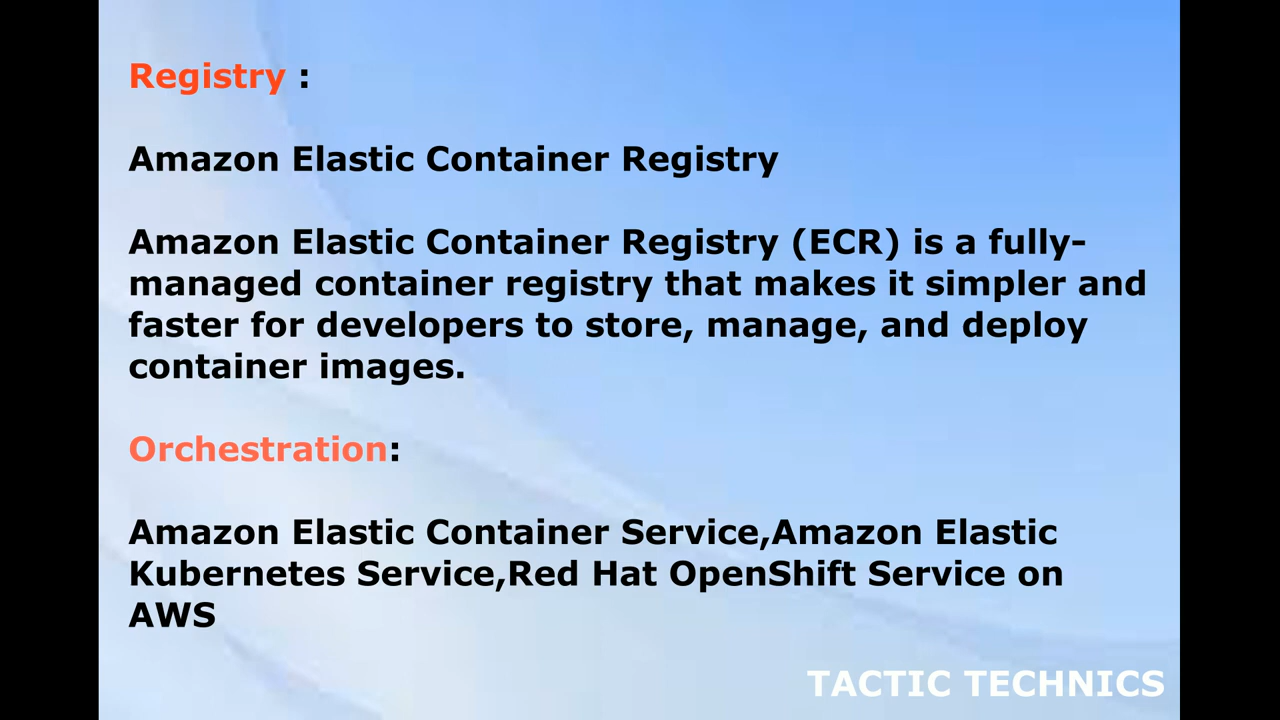 Registry :
Amazon Elastic Container Registry
Amazon Elastic Container Registry (ECR) is a fully-
managed container registry that makes it simpler and
faster for developers to store, manage, and deploy
container images.
Orchestration:
Amazon Elastic Container Service,Amazon Elastic
Kubernetes Service,Red Hat OpenShift Service on
AWS
TACTIC TECHNICS